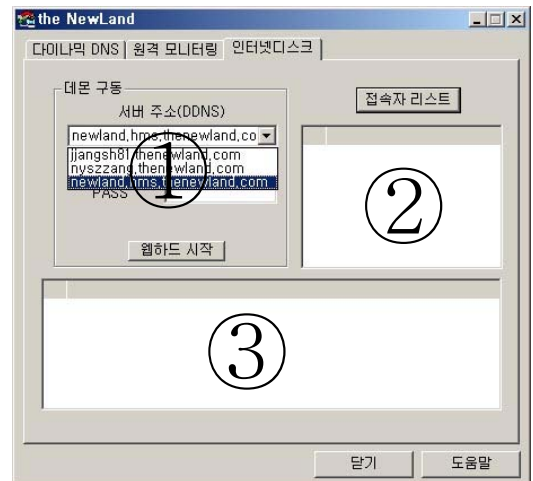 the NewLand
다이나믹 DNS 원격 모니터링 인터넷디스크
데몬 구동
서버 주소(DDNS)
newland,hms,thenewland,co
jjangsh81,thenewland,com
nyszzang,thenewland,com
newland,hms,thenewland,com
PASS
웹하드 시작
접속자 리스트
①
②
③
닫기 도움말